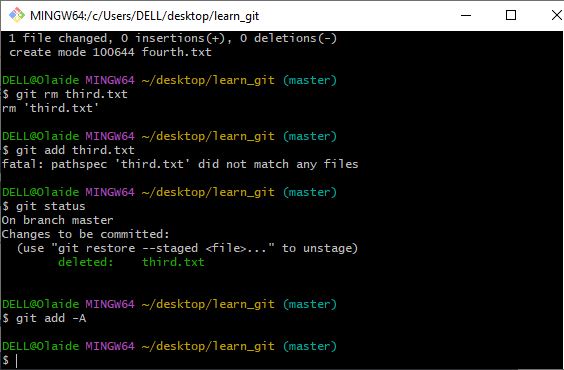 MINGW64:/c/Users/DELL/desktop/learn_git
1 file changed, 0 insertions(+), 0 deletions(-)
create mode 100644 fourth.txt
DELL@Olaide MINGW64 ~/desktop/learn_git (master)
$ git rm third.txt
rm 'third.txt'
DELL@Olaide MINGW64 ~/desktop/learn_git (master)
$ git add third.txt
fatal: pathspec 'third.txt' did not match any files
DELL@Olaide MINGW64 ~/desktop/learn_git (master)
$ git status
On branch master
Changes to be committed:
(use "git restore --staged <file>..." to unstage)
deleted:    third.txt
DELL@Olaide MINGW64 ~/desktop/learn_git (master)
$ git add -A
DELL@Olaide MINGW64 ~/desktop/learn_git (master)
$